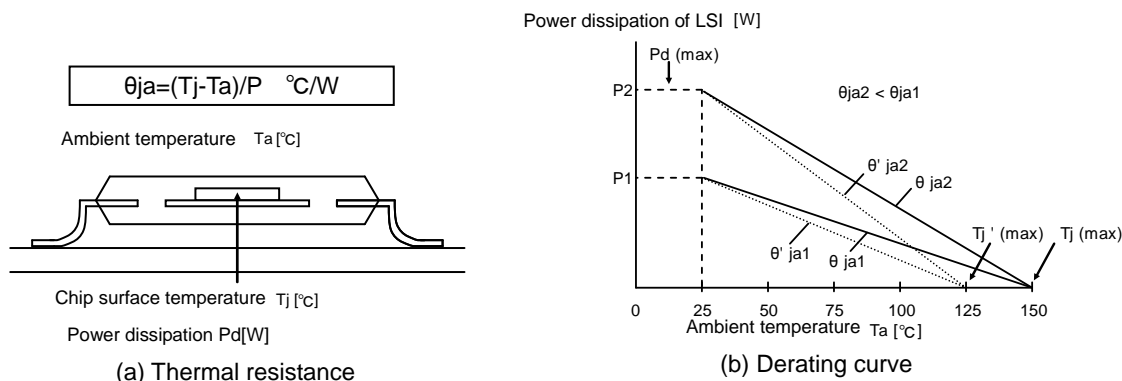 θja=(Tj-Ta)/P ℃/W
Ambient temperature Ta [℃]
Chip surface temperature Tj [℃]
Power dissipation Pd[W]
(a) Thermal resistance
Power dissipation of LSI [W]
Pd (max)
P2
θja2 < θja1
P1
θ' ja2
θ ja2
θ' ja1
θ ja1
Tj ' (max)
Tj (max)
0 25 50 75 100 125 150
Ambient temperature Ta [℃]
(b) Derating curve